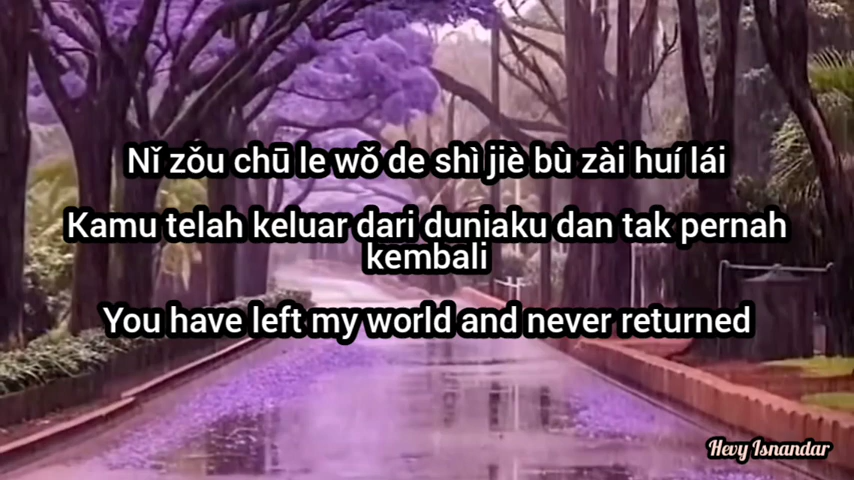 Nǐ zǒu chū le wǒ de shì jiè bù zài huí lái
Kamu telah keluar dari duniaku dan tak pernah
kembali
You have left my world and never returned
Hevy Isnandar